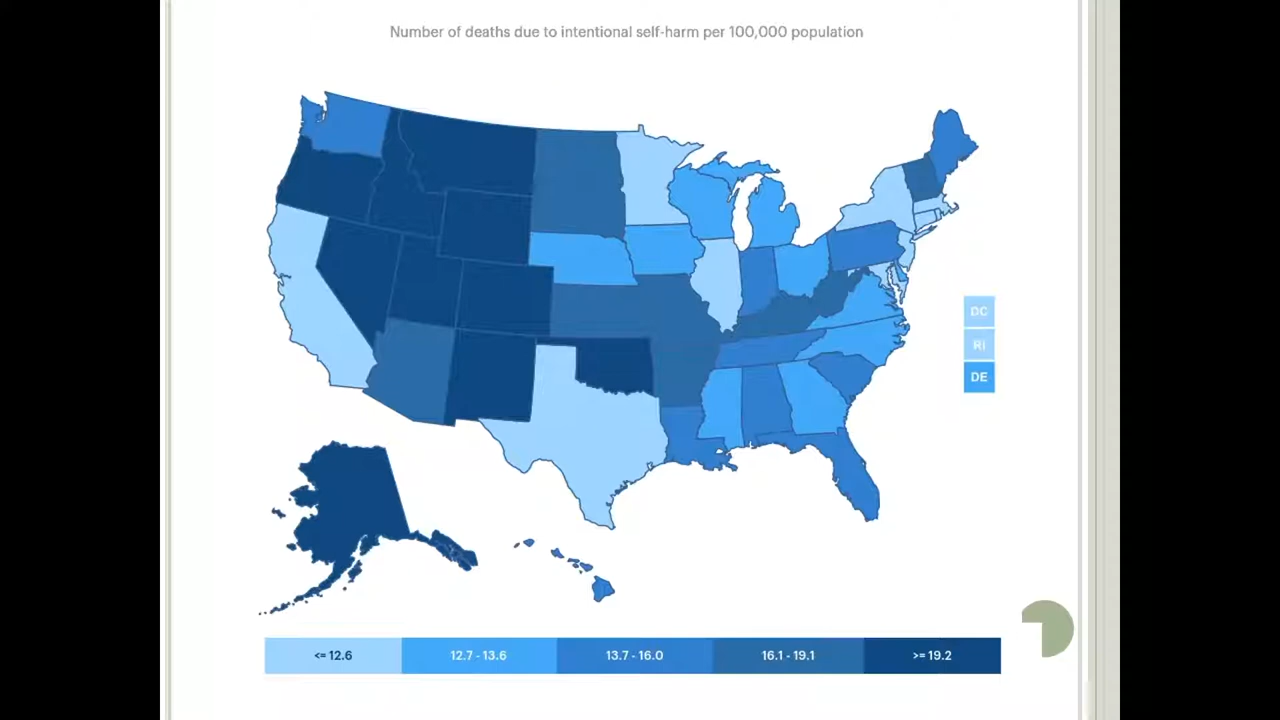 Number of deaths due to intentional self-harm per 100,000 population
DC
RI
DE
<= 12.6
12.7 - 13.6
13.7 - 16.0
16.1 - 19.1
>= 19.2